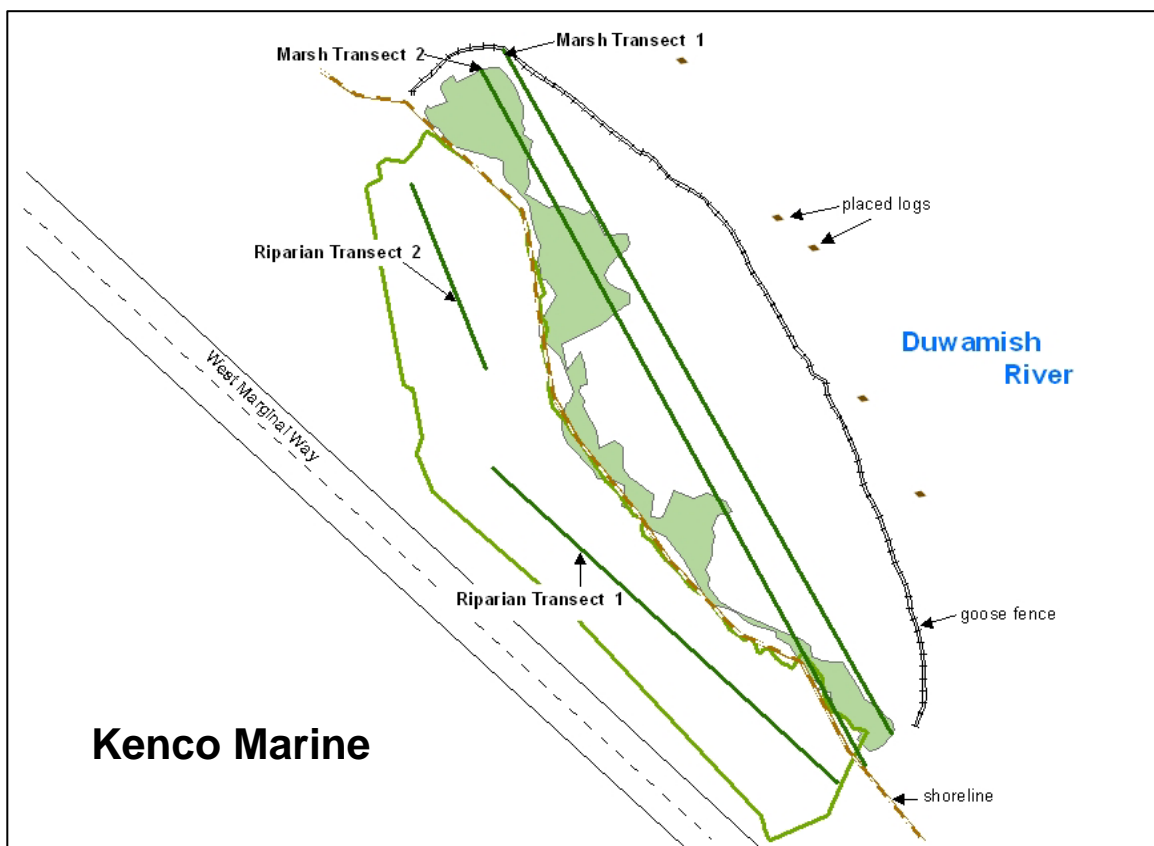 Marsh Transect 1
Marsh Transect 2
placed logs
Riparian Transect 2
Duwamish
River
West Marginal Way
Riparian Transect 1
goose fence
Kenco Marine
shoreline